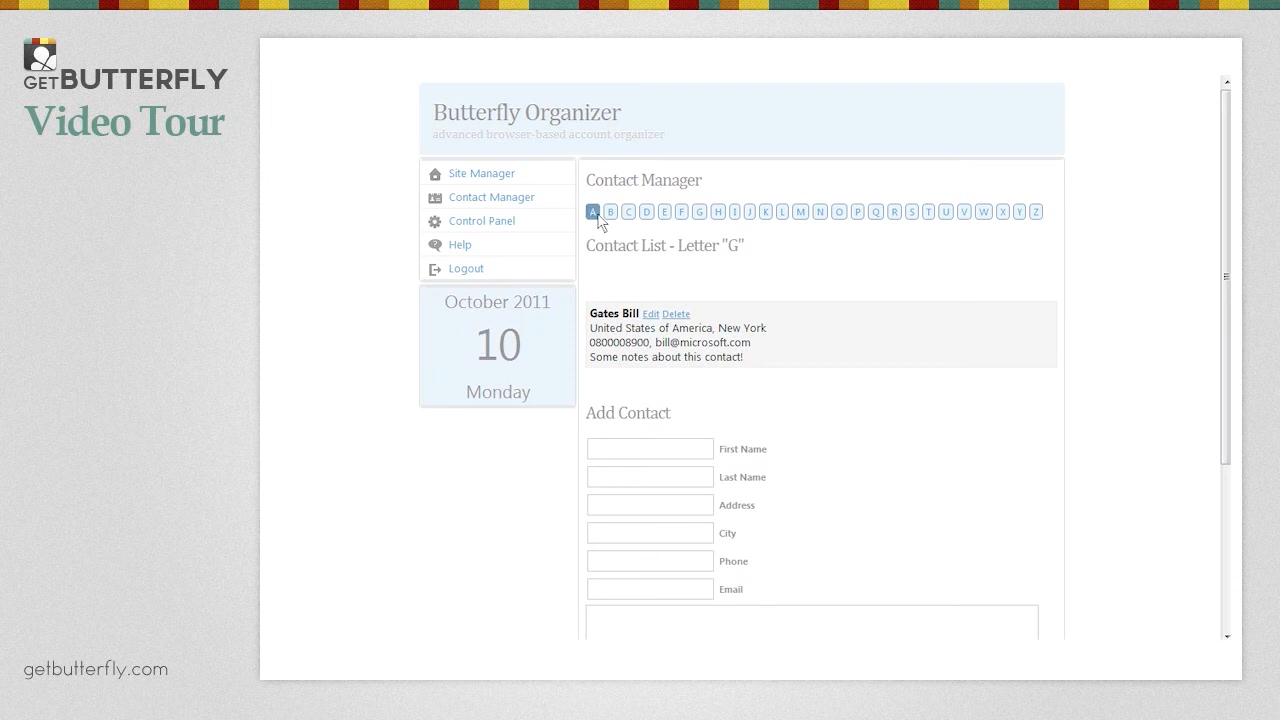 GETBUTTERFLY
Video Tour
Butterfly Organizer
advanced browser-based account organizer
Site Manager
Contact Manager
Control Panel
Help
Logout
October 2011
10
Monday
Contact Manager
A B C D E F G H I J K L M N O P Q R S T U V W X Y Z
Contact List - Letter "G"
Gates Bill Edit Delete
United States of America, New York
0800008900, bill@microsoft.com
Some notes about this contact!
Add Contact
First Name
Last Name
Address
City
Phone
Email
getbutterfly.com